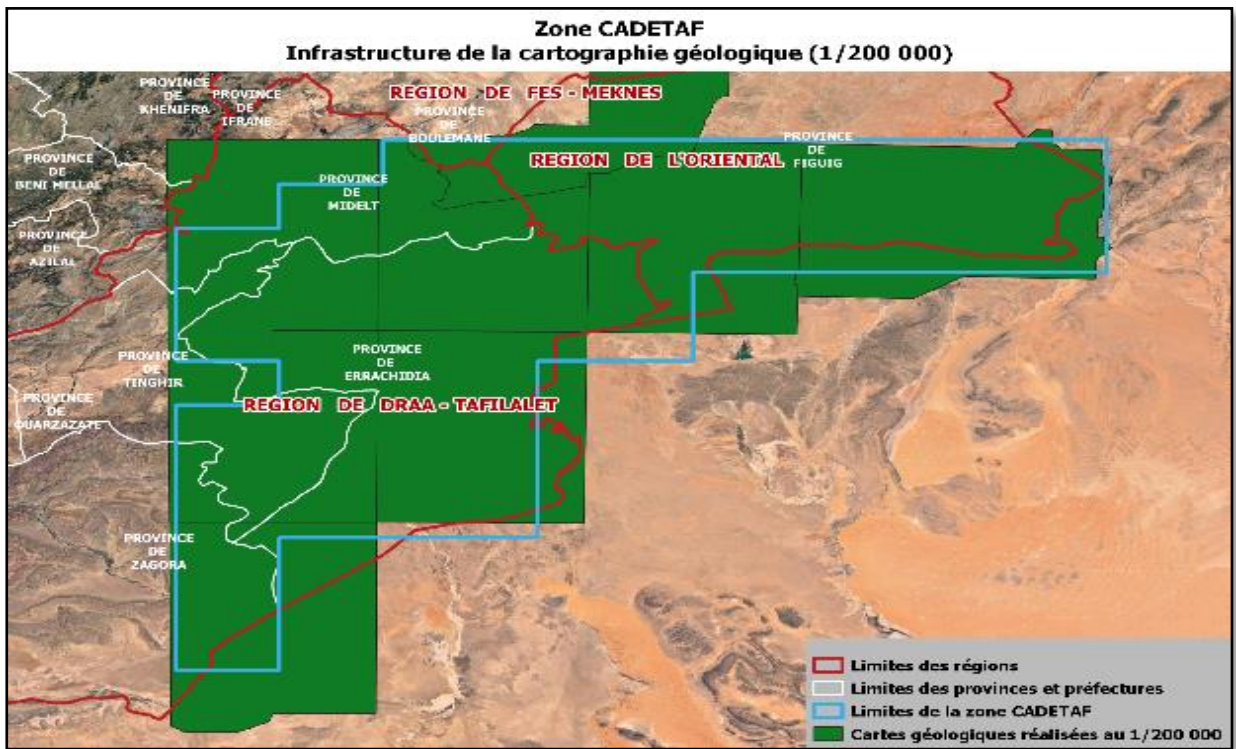 Zone CADETAF
Infrastructure de la cartographie géologique (1/200 000)
PROVINCE
DE
KHENIFRA
PROVINCE
DE
IFRANE
REGION DE FES - MEKNES
PROVINCE
DE
BOULEMANE
PROVINCE
DE
BENI MELLAL
PROVINCE
DE
MIDELT
REGION DE L'ORIENTAL
PROVINCE
DE
FIGUIG
PROVINCE
DE
AZILAL
PROVINCE
DE
TINGHIR
PROVINCE
DE
ERRACHIDIA
PROVINCE
DE
OUARZAZATE
REGION DE DRAA - TAFILALET
PROVINCE
DE
ZAGORA
Limites des régions
Limites des provinces et préfectures
Limites de la zone CADETAF
Cartes géologiques réalisées au 1/200 000